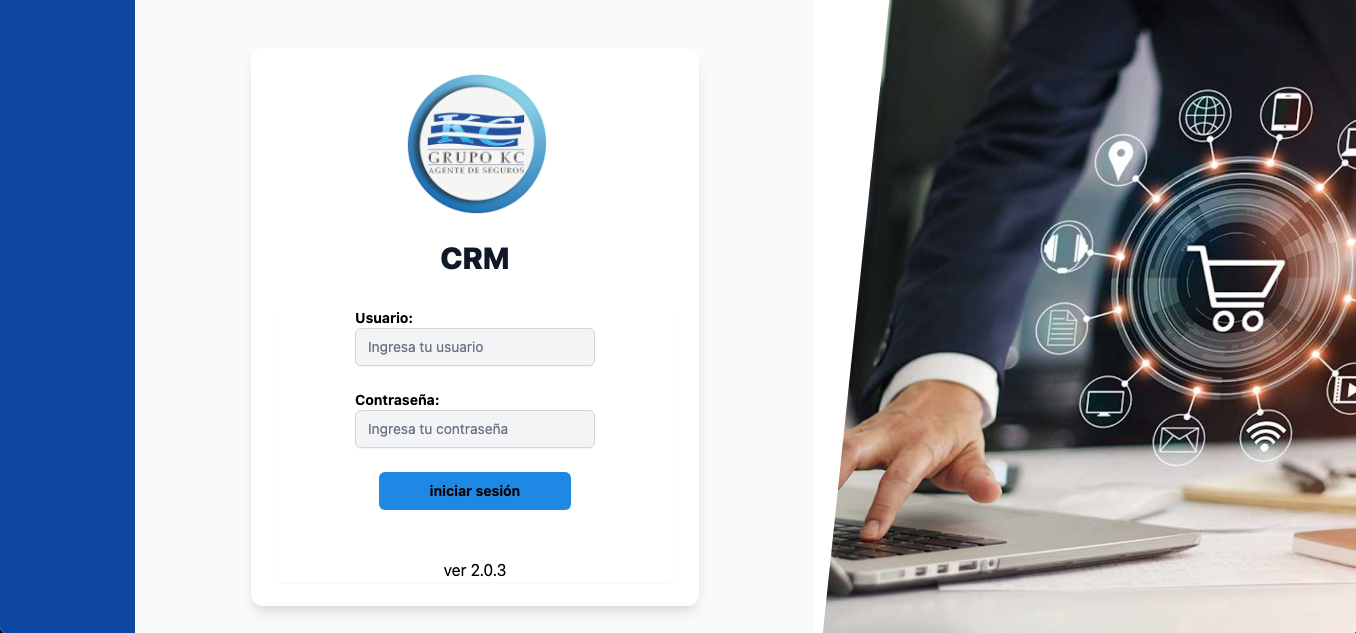 KC
GRUPO KC
AGENTE DE SEGUROS
CRM
Usuario:
Ingresa tu usuario
Contraseña:
Ingresa tu contraseña
iniciar sesión
ver 2.0.3